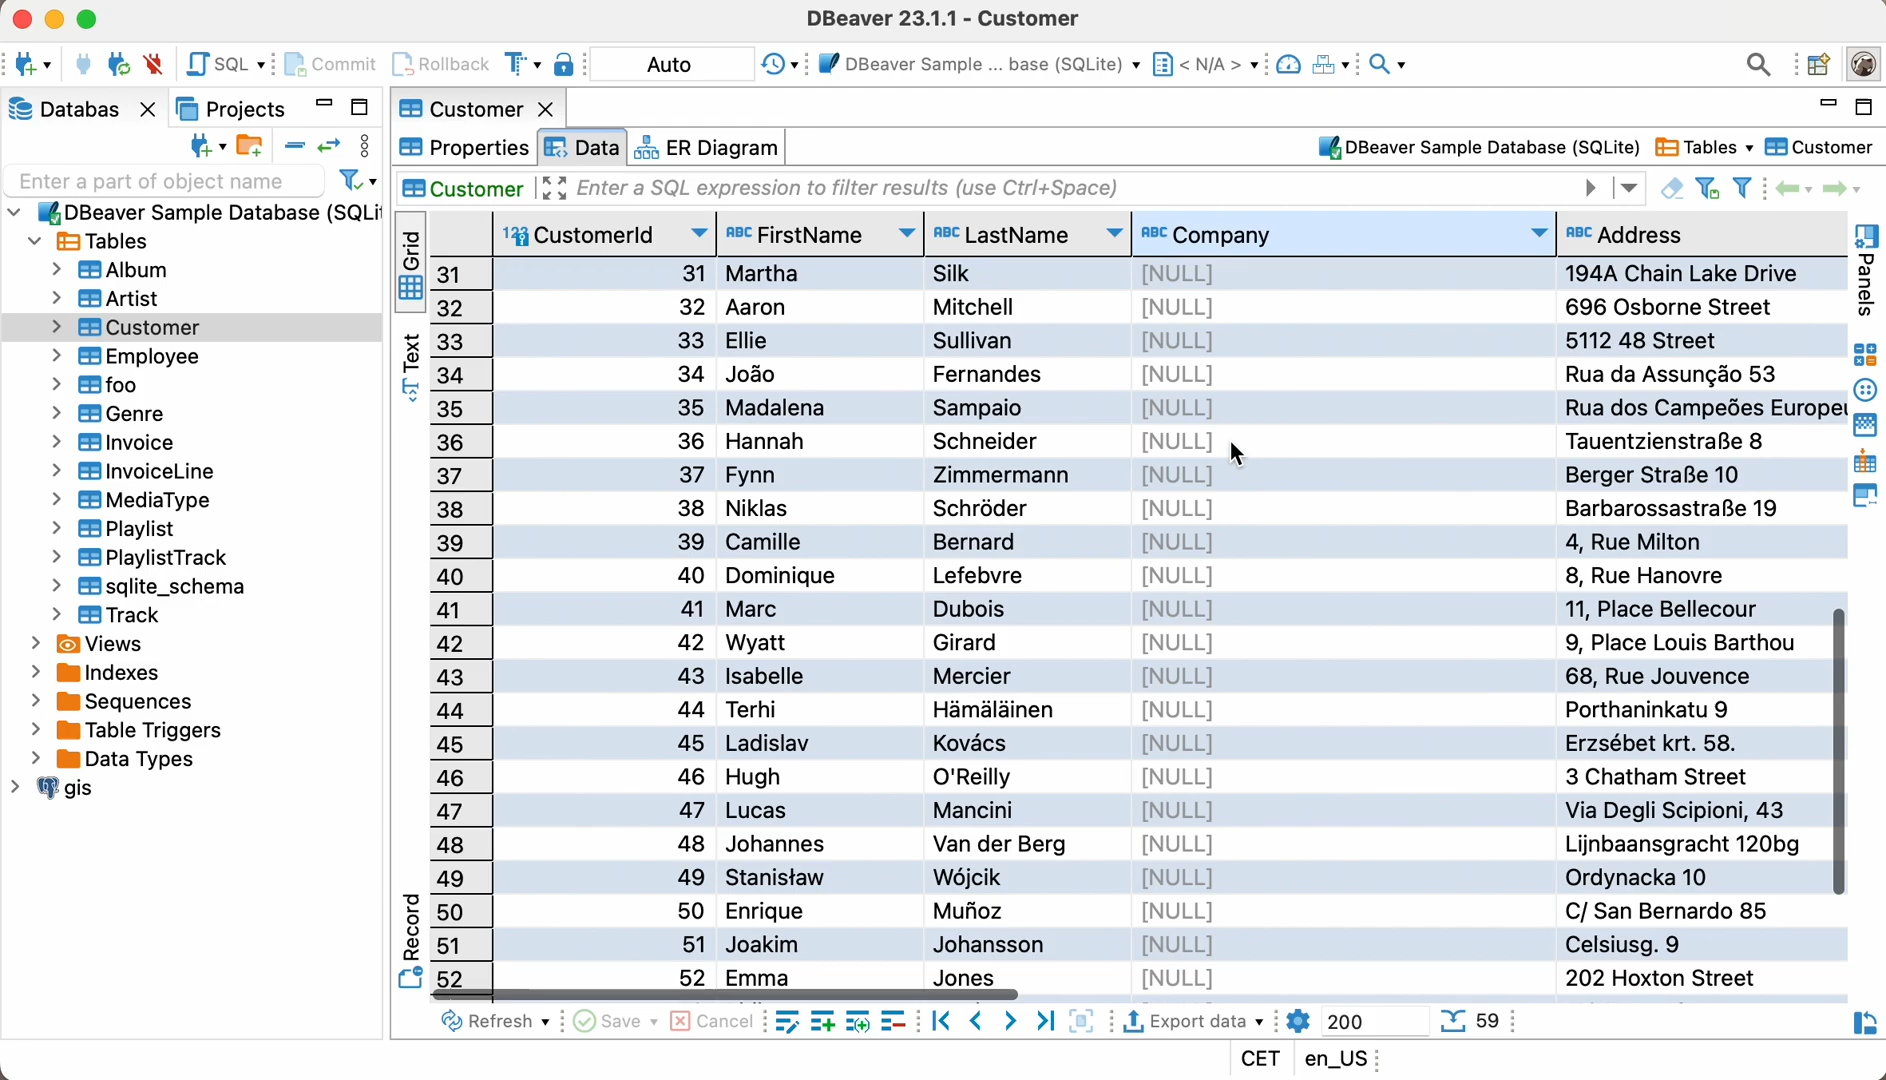 DBeaver 23.1.1 - Customer
SQL Commit Rollback Auto DBeaver Sample ... base (SQLite) < N/A >
Databas Projects Customer
Properties Data ER Diagram DBeaver Sample Database (SQLite) Tables Customer
Enter a part of object name
Customer Enter a SQL expression to filter results (use Ctrl+Space)
DBeaver Sample Database (SQLit
Tables
Album
Artist
Customer
Employee
foo
Genre
Invoice
InvoiceLine
MediaType
Playlist
PlaylistTrack
sqlite_schema
Track
Views
Indexes
Sequences
Table Triggers
Data Types
gis
Grid
Text
Record
123 CustomerId ABC FirstName ABC LastName ABC Company ABC Address
31 31 Martha Silk [NULL] 194A Chain Lake Drive
32 32 Aaron Mitchell [NULL] 696 Osborne Street
33 33 Ellie Sullivan [NULL] 5112 48 Street
34 34 João Fernandes [NULL] Rua da Assunção 53
35 35 Madalena Sampaio [NULL] Rua dos Campeões Europeu
36 36 Hannah Schneider [NULL] Tauentzienstraße 8
37 37 Fynn Zimmermann [NULL] Berger Straße 10
38 38 Niklas Schröder [NULL] Barbarossastraße 19
39 39 Camille Bernard [NULL] 4, Rue Milton
40 40 Dominique Lefebvre [NULL] 8, Rue Hanovre
41 41 Marc Dubois [NULL] 11, Place Bellecour
42 42 Wyatt Girard [NULL] 9, Place Louis Barthou
43 43 Isabelle Mercier [NULL] 68, Rue Jouvence
44 44 Terhi Hämäläinen [NULL] Porthaninkatu 9
45 45 Ladislav Kovács [NULL] Erzsébet krt. 58.
46 46 Hugh O'Reilly [NULL] 3 Chatham Street
47 47 Lucas Mancini [NULL] Via Degli Scipioni, 43
48 48 Johannes Van der Berg [NULL] Lijnbaansgracht 120bg
49 49 Stanisław Wójcik [NULL] Ordynacka 10
50 50 Enrique Muñoz [NULL] C/ San Bernardo 85
51 51 Joakim Johansson [NULL] Celsiusg. 9
52 52 Emma Jones [NULL] 202 Hoxton Street
Panels
Refresh Save Cancel Export data 200 59
CET en_US